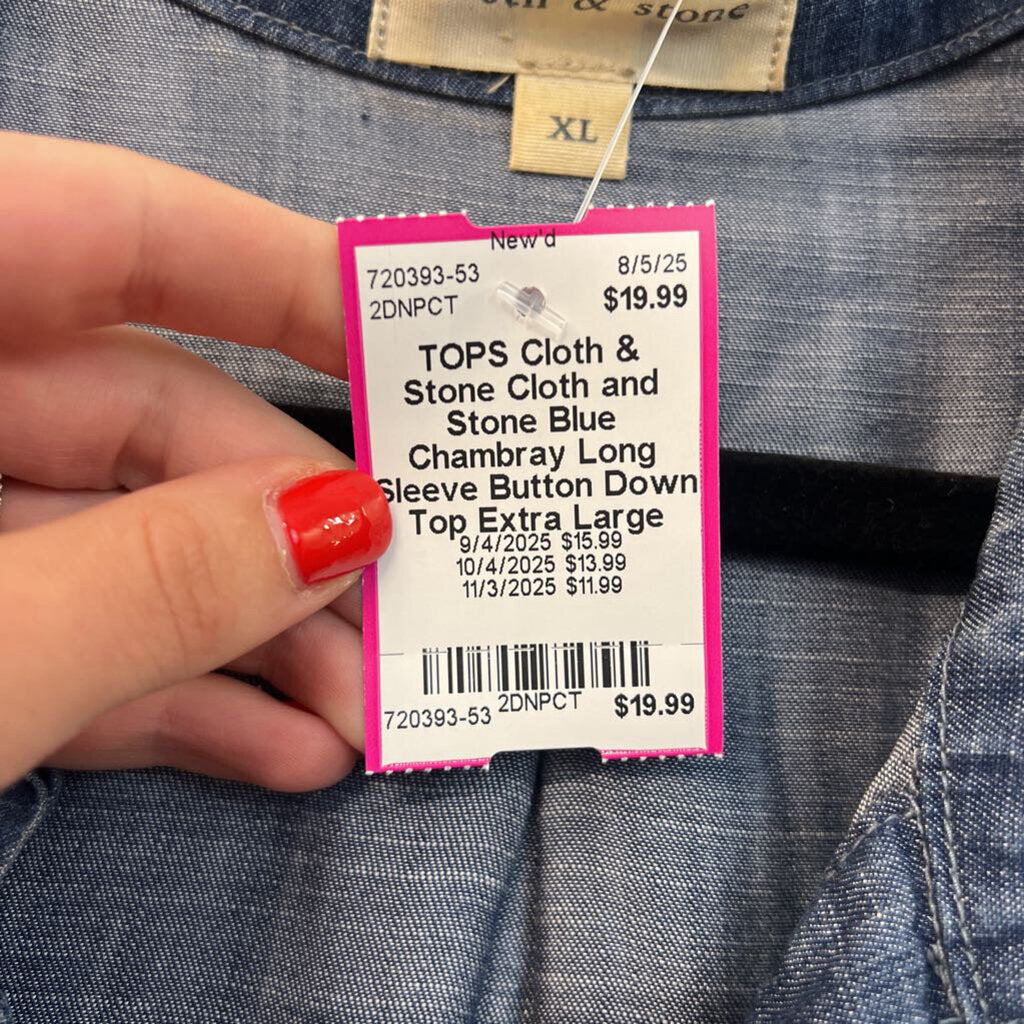 & stone
XL
New'd
720393-53 8/5/25
2DNPCT $19.99
TOPS Cloth &
Stone Cloth and
Stone Blue
Chambray Long
Sleeve Button Down
Top Extra Large
9/4/2025 $15.99
10/4/2025 $13.99
11/3/2025 $11.99
720393-53 2DNPCT $19.99